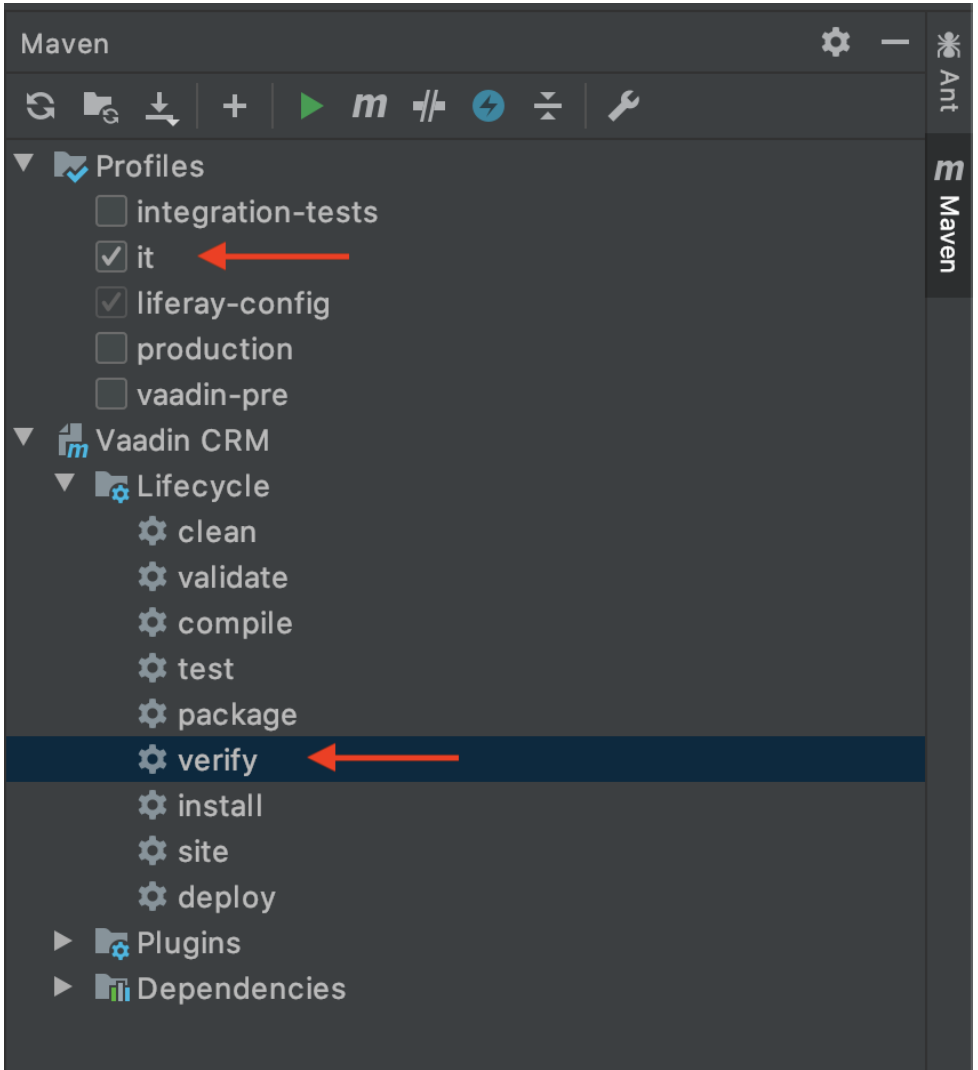 Maven
m
Profiles
integration-tests
it
liferay-config
production
vaadin-pre
m
Vaadin CRM
Lifecycle
clean
validate
compile
test
package
verify
install
site
deploy
Plugins
Dependencies
Ant
m
Maven